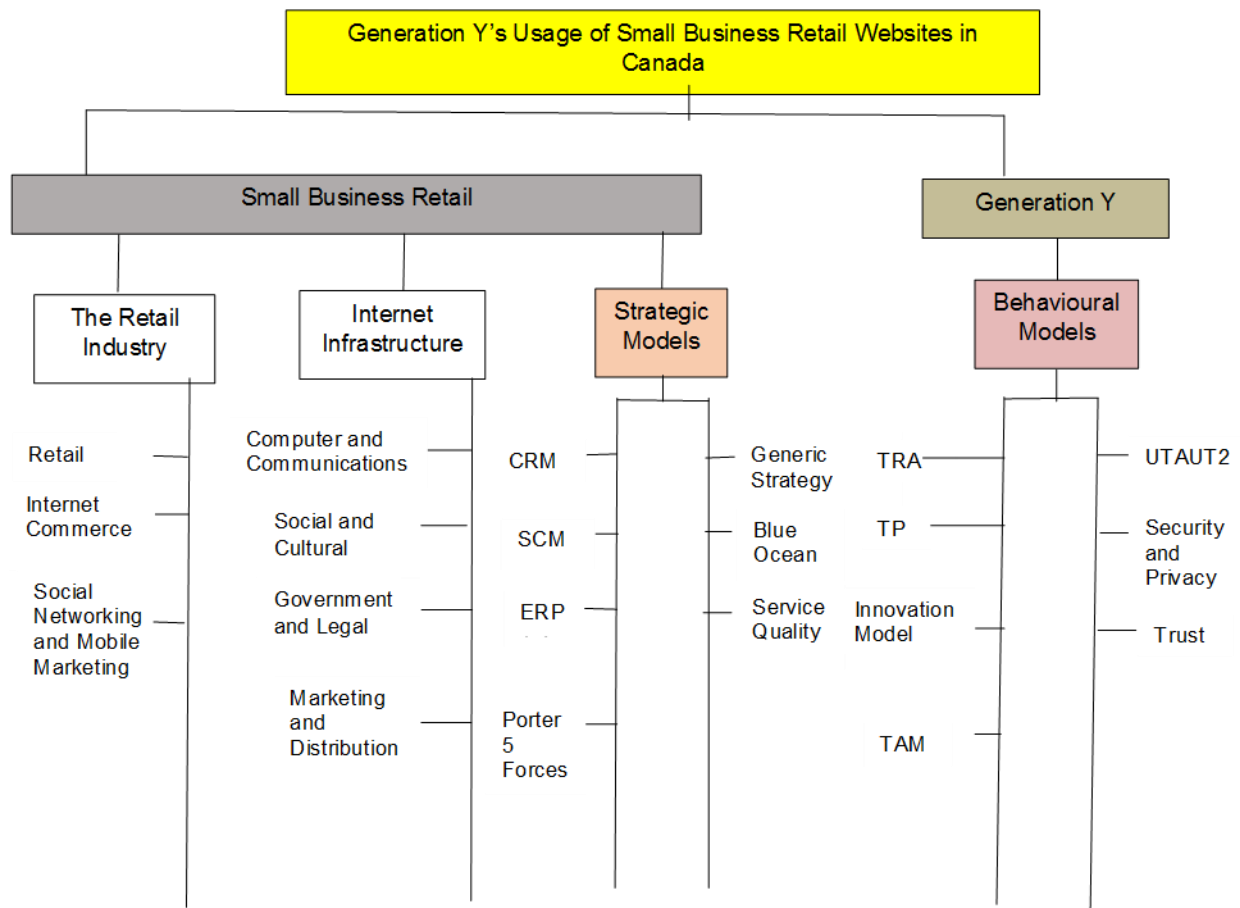 Generation Y's Usage of Small Business Retail Websites in
Canada
Small Business Retail
Generation Y
The Retail
Industry
Internet
Infrastructure
Strategic
Models
Behavioural
Models
Retail
Internet
Commerce
Social
Networking
and Mobile
Marketing
Computer and
Communications
Social and
Cultural
Government
and Legal
Marketing
and
Distribution
CRM
SCM
ERP
Porter
5
Forces
Generic
Strategy
Blue
Ocean
Service
Quality
TRA
TP
Innovation
Model
TAM
UTAUT2
Security
and
Privacy
Trust